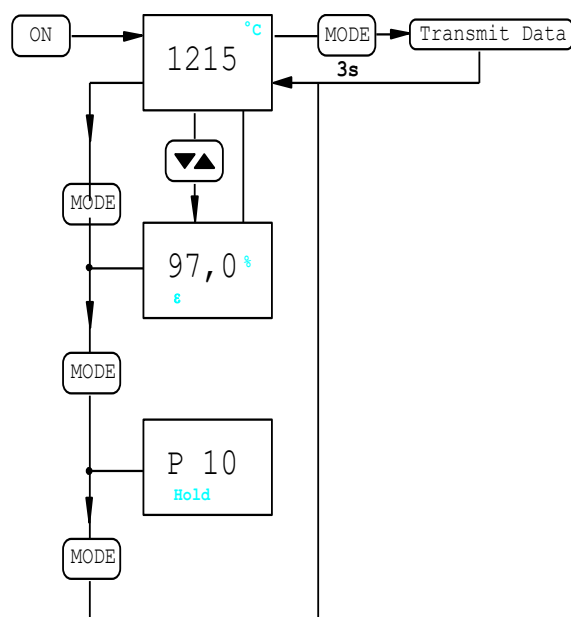 ON
°C
1215
MODE
Transmit Data
3s
▼▲
MODE
97,0 %
ε
MODE
P 10
Hold
MODE